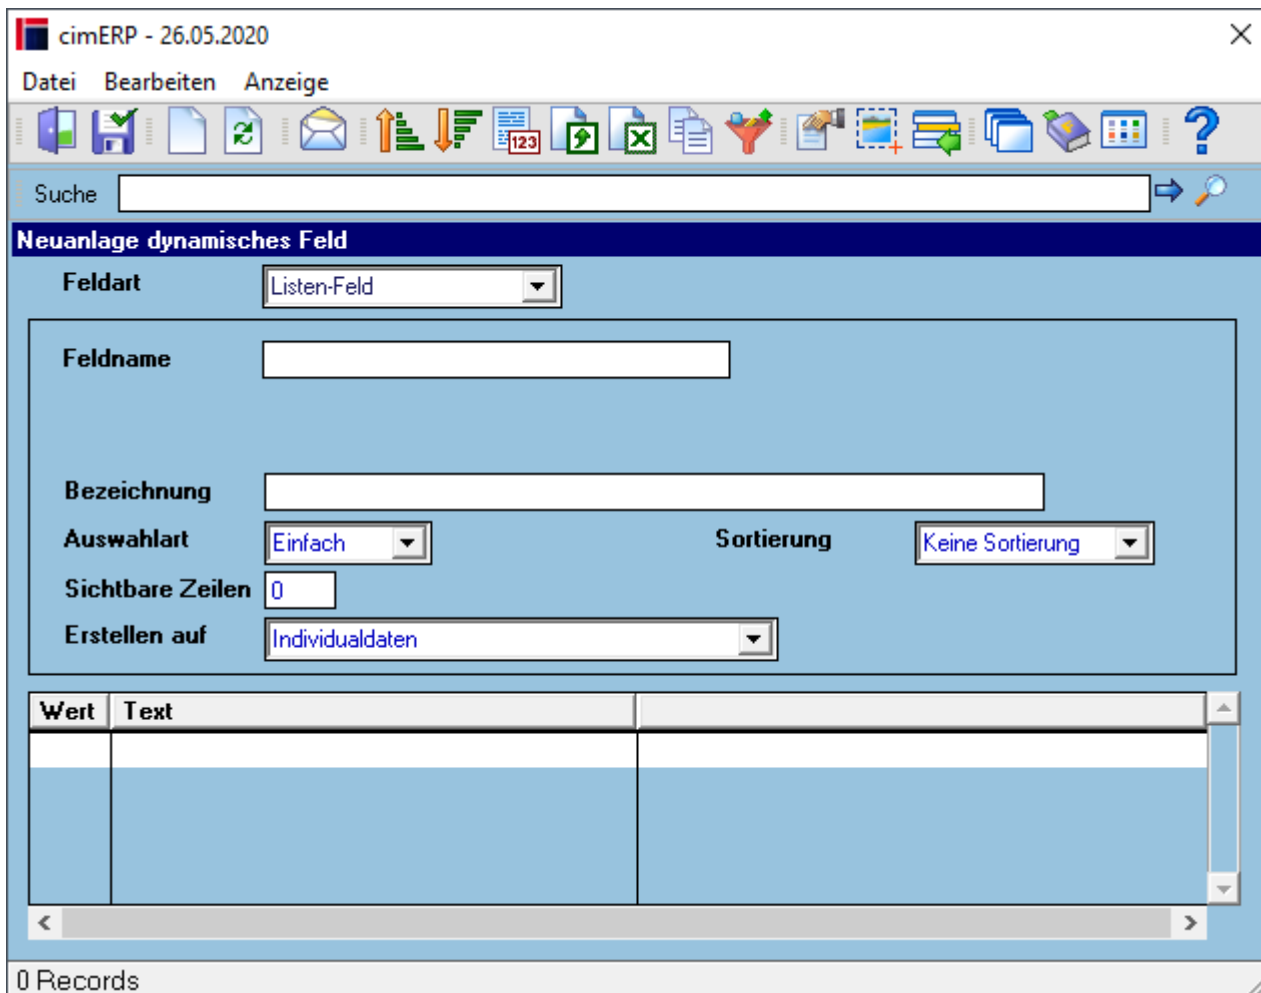 cimERP - 26.05.2020
Datei Bearbeiten Anzeige
123
Suche
Neuanlage dynamisches Feld
Feldart Listen-Feld
Feldname
Bezeichnung
Auswahlart Einfach Sortierung Keine Sortierung
Sichtbare Zeilen 0
Erstellen auf Individualdaten
Wert Text
0 Records